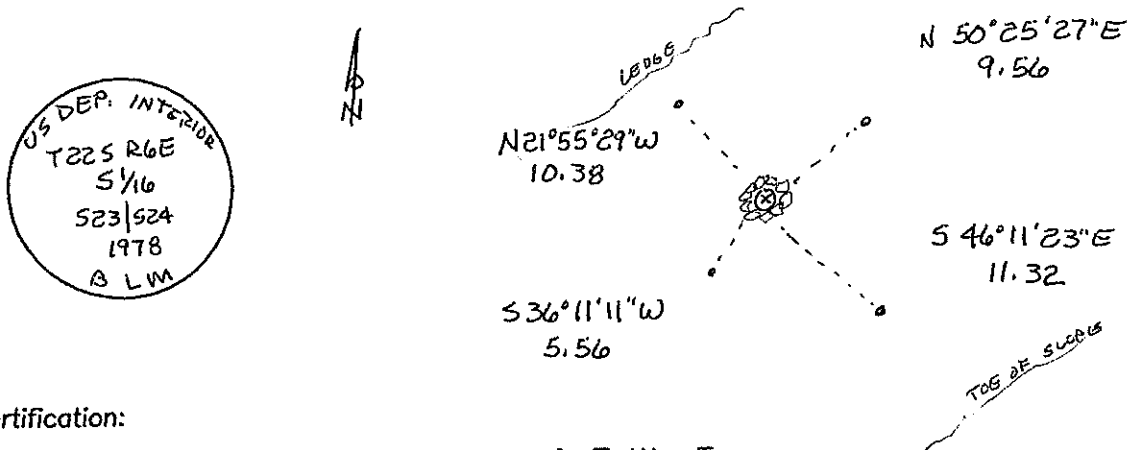 US DEP. INTERIOR
T22S R6E
S 1/16
S23|S24
1978
BLM
N
LEDGE
N 50°25'27"E
9.56
N21°55'29"W
10.38
S 46°11'23"E
11.32
S36°11'11"W
5.56
TOE OF SLOPE
rtification: